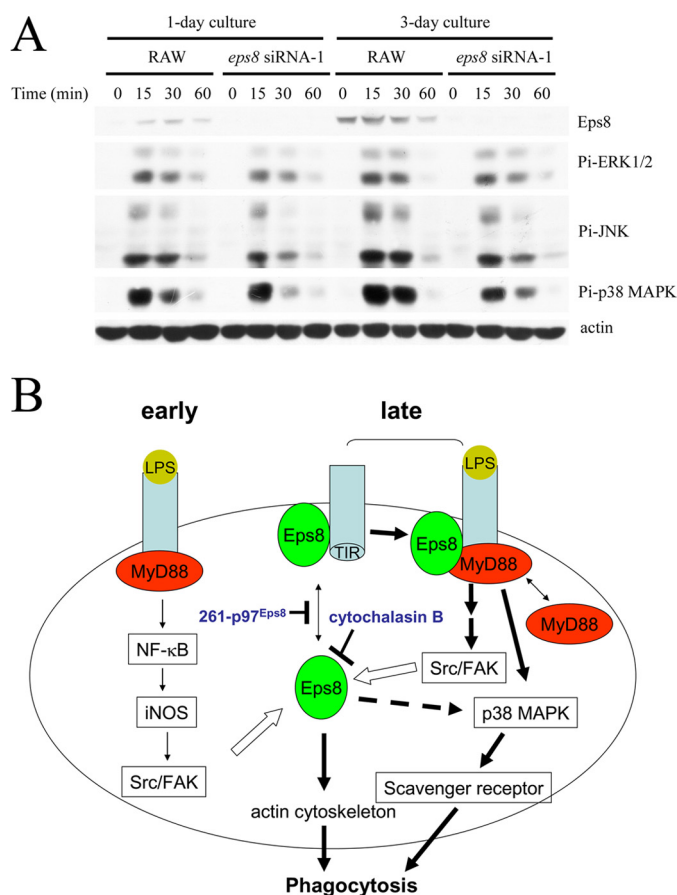 A
1-day culture 3-day culture
RAW eps8 siRNA-1 RAW eps8 siRNA-1
Time (min) 0 15 30 60 0 15 30 60 0 15 30 60 0 15 30 60
Eps8
Pi-ERK1/2
Pi-JNK
Pi-p38 MAPK
actin
B
early late
LPS LPS
Eps8 TIR Eps8
MyD88 MyD88
261-p97Eps8 cytochalasin B
MyD88
NF-κB
Src/FAK
Eps8
iNOS p38 MAPK
Src/FAK
Scavenger receptor
actin cytoskeleton
Phagocytosis